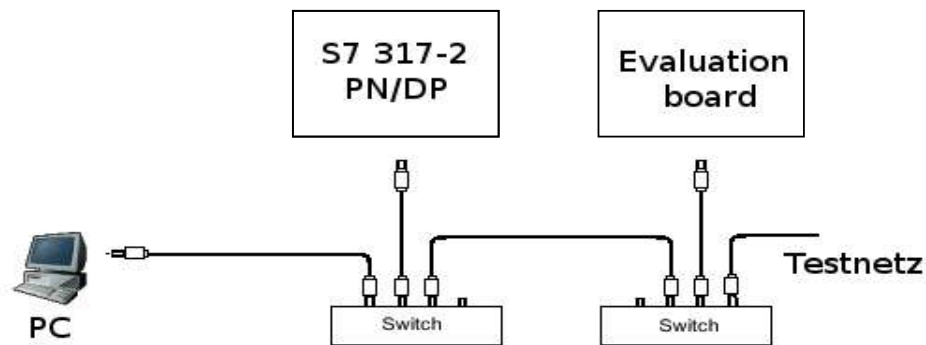 S7 317-2
PN/DP
Evaluation
board
Testnetz
PC
Switch
Switch